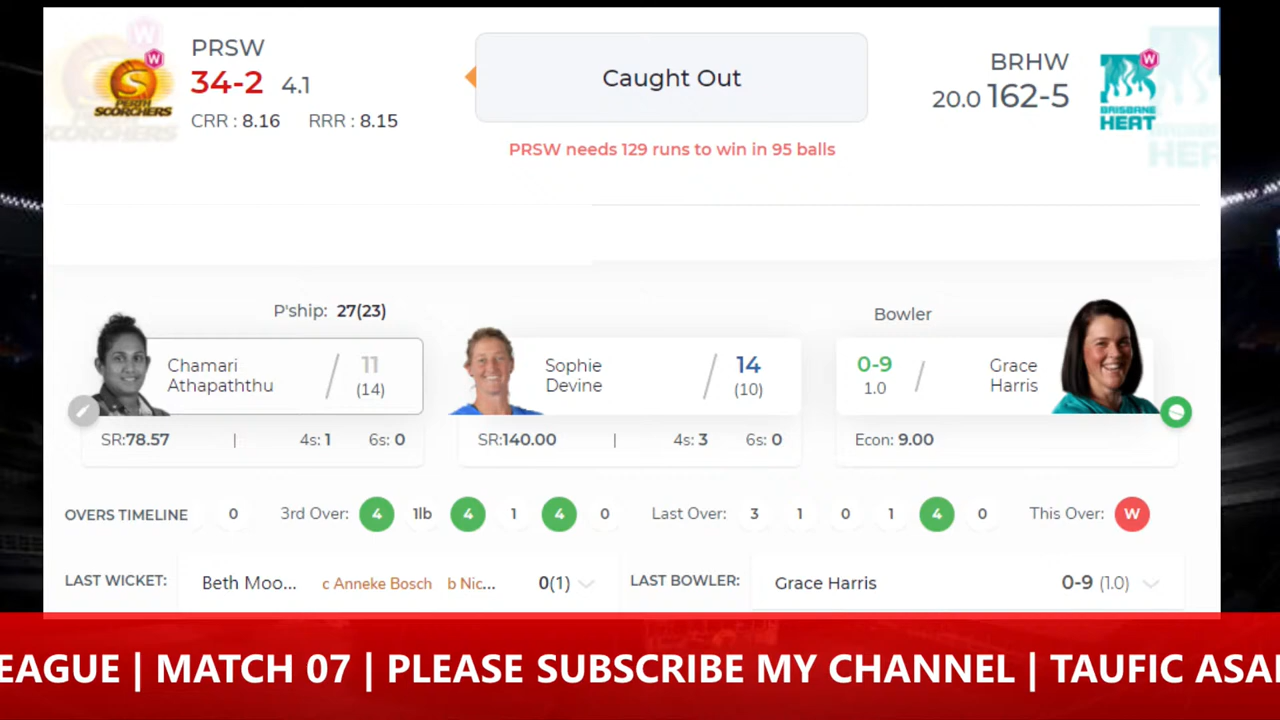 PRSW
34-2 4.1
CRR : 8.16 RRR : 8.15
PERTH
SCORCHERS
W
Caught Out
PRSW needs 129 runs to win in 95 balls
BRHW
20.0 162-5
W
BRISBANE
HEAT
P'ship: 27(23)
Chamari
Athapaththu
11
(14)
SR:78.57 | 4s: 1 6s: 0
Sophie
Devine
14
(10)
SR:140.00 | 4s: 3 6s: 0
Bowler
0-9
1.0
Grace
Harris
Econ: 9.00
OVERS TIMELINE 0 3rd Over: 4 1lb 4 1 4 0 Last Over: 3 1 0 1 4 0 This Over: W
LAST WICKET: Beth Moo... c Anneke Bosch b Nic... 0(1) LAST BOWLER: Grace Harris 0-9 (1.0)
EAGUE | MATCH 07 | PLEASE SUBSCRIBE MY CHANNEL | TAUFIC ASA